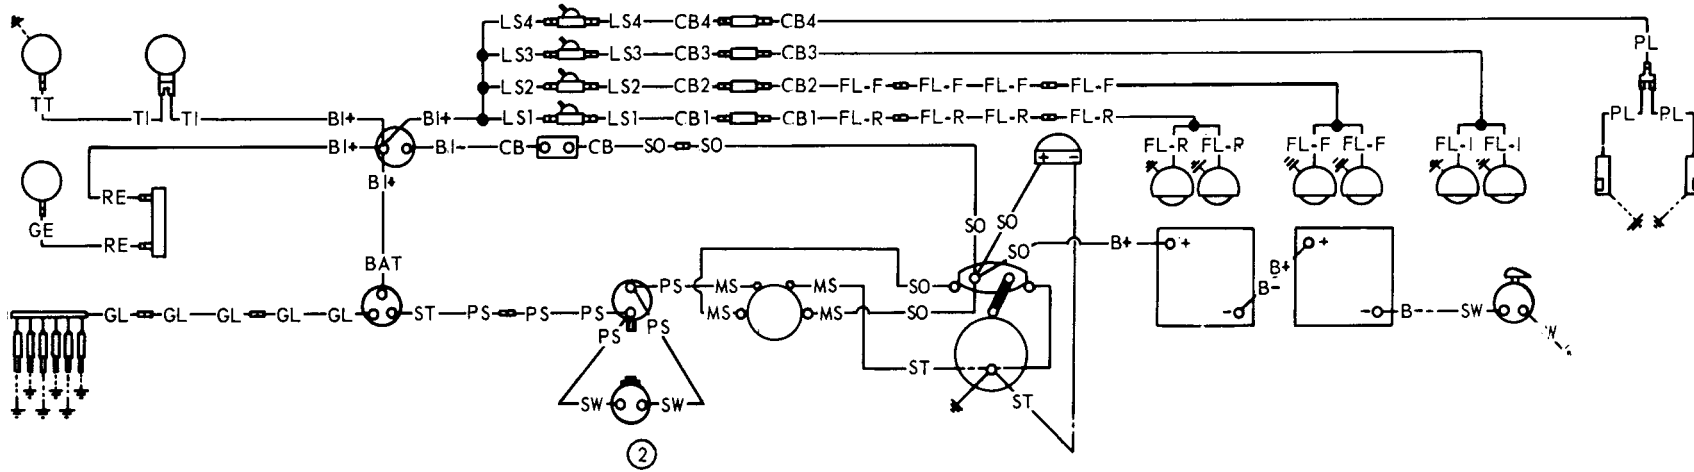 LS4 LS4 CB4 CB4
LS3 LS3 CB3 CB3 PL
LS2 LS2 CB2 CB2 FL-F FL-F FL-F FL-F
TT
TI TI BI+ BI+ LS1 LS1 CB1 CB1 FL-R FL-R FL-R FL-R PL PL
BI+ BI- CB CB SO SO + - FL-R FL-R FL-F FL-F FL-I FL-I
BI+
RE
GE SO SO
RE SO B+ + + 
BAT B+
PS MS MS SO B-
GL GL GL GL GL ST PS PS PS MS MS SO - - B- SW
PS PS
ST
SW SW ST
2